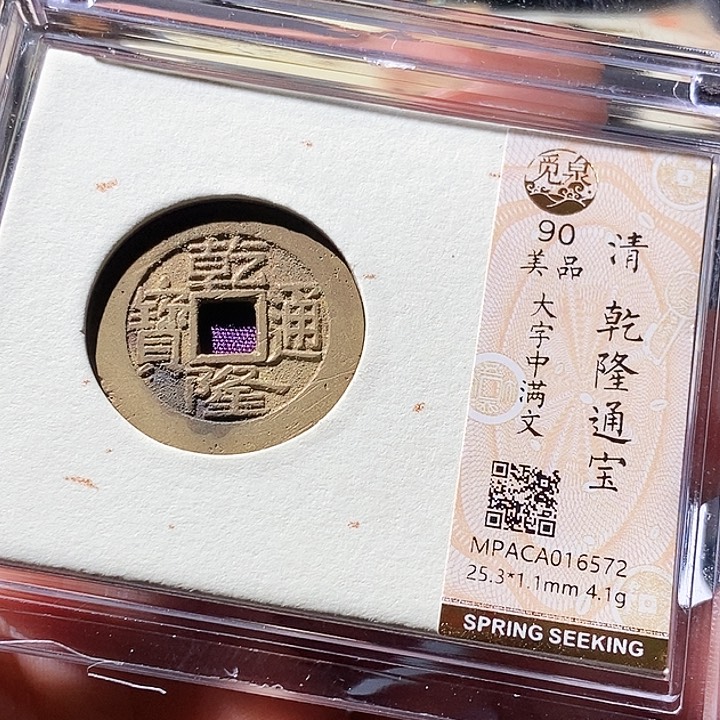 乾隆通寶
觅泉
90
美品
大字中满文
清 乾隆通宝
MPACA016572
25.3*1.1mm 4.1g
SPRING SEEKING